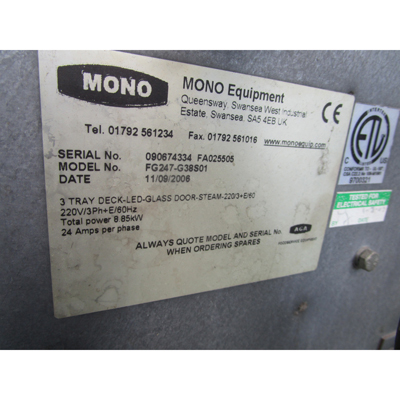 MONO
MONO Equipment
Queensway, Swansea West Industrial
Estate, Swansea, SA5 4EB UK
Tel. 01792 561234 Fax. 01792 561016 www.monoequip.com
SERIAL No. 090674334 FA025505
MODEL No. FG247-G38S01
DATE 11/09/2006
3 TRAY DECK-LED-GLASS DOOR-STEAM-220/3+E/60
220V/3Ph+E/60Hz
Total power 8.85kW
24 Amps per phase
ALWAYS QUOTE MODEL AND SERIAL No.
WHEN ORDERING SPARES
AGA
CE
ETL
TESTED FOR
ELECTRICAL SAFETY